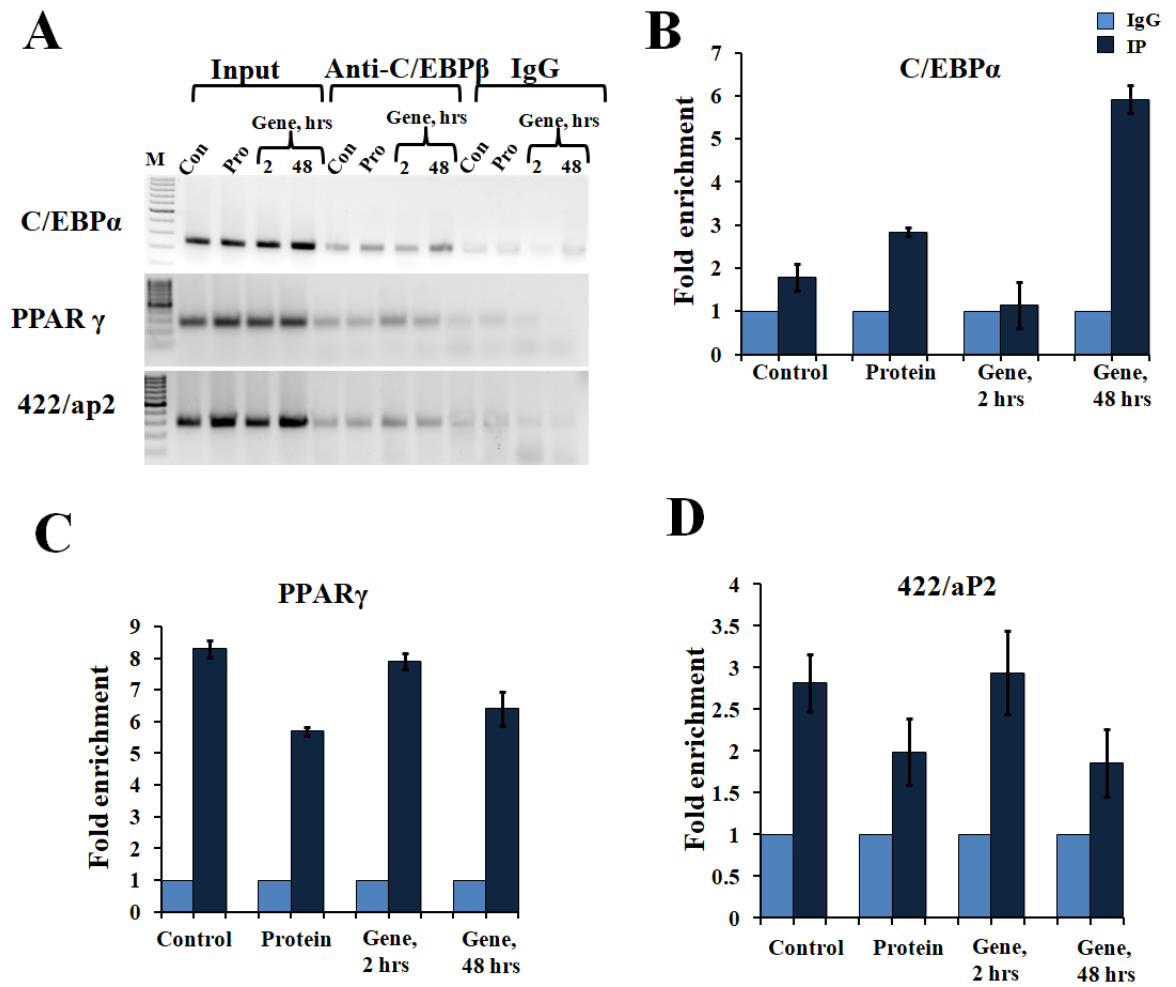 A
Input Anti-C/EBPβ IgG
Gene, hrs Gene, hrs Gene, hrs
M Con Pro 2 48 Con Pro 2 48 Con Pro 2 48
C/EBPα
PPAR γ
422/ap2
B
IgG
IP
C/EBPα
Fold enrichment
7
6
5
4
3
2
1
0
Control Protein Gene, Gene,
2 hrs 48 hrs
C
PPARγ
Fold enrichment
9
8
7
6
5
4
3
2
1
0
Control Protein Gene, Gene,
2 hrs 48 hrs
D
422/aP2
Fold enrichment
4
3.5
3
2.5
2
1.5
1
2.5
0
Control Protein Gene, Gene,
2 hrs 48 hrs